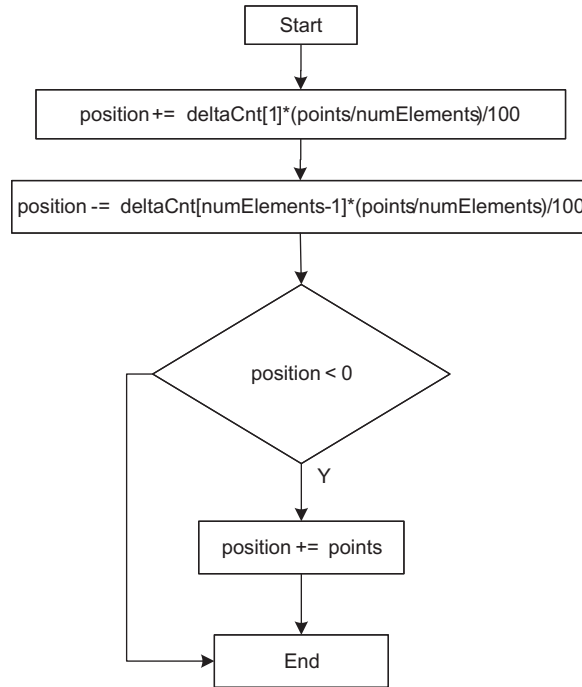 Start
position += deltaCnt[1]*(points/numElements)/100
position -= deltaCnt[numElements-1]*(points/numElements)/100
position < 0
Y
position += points
End